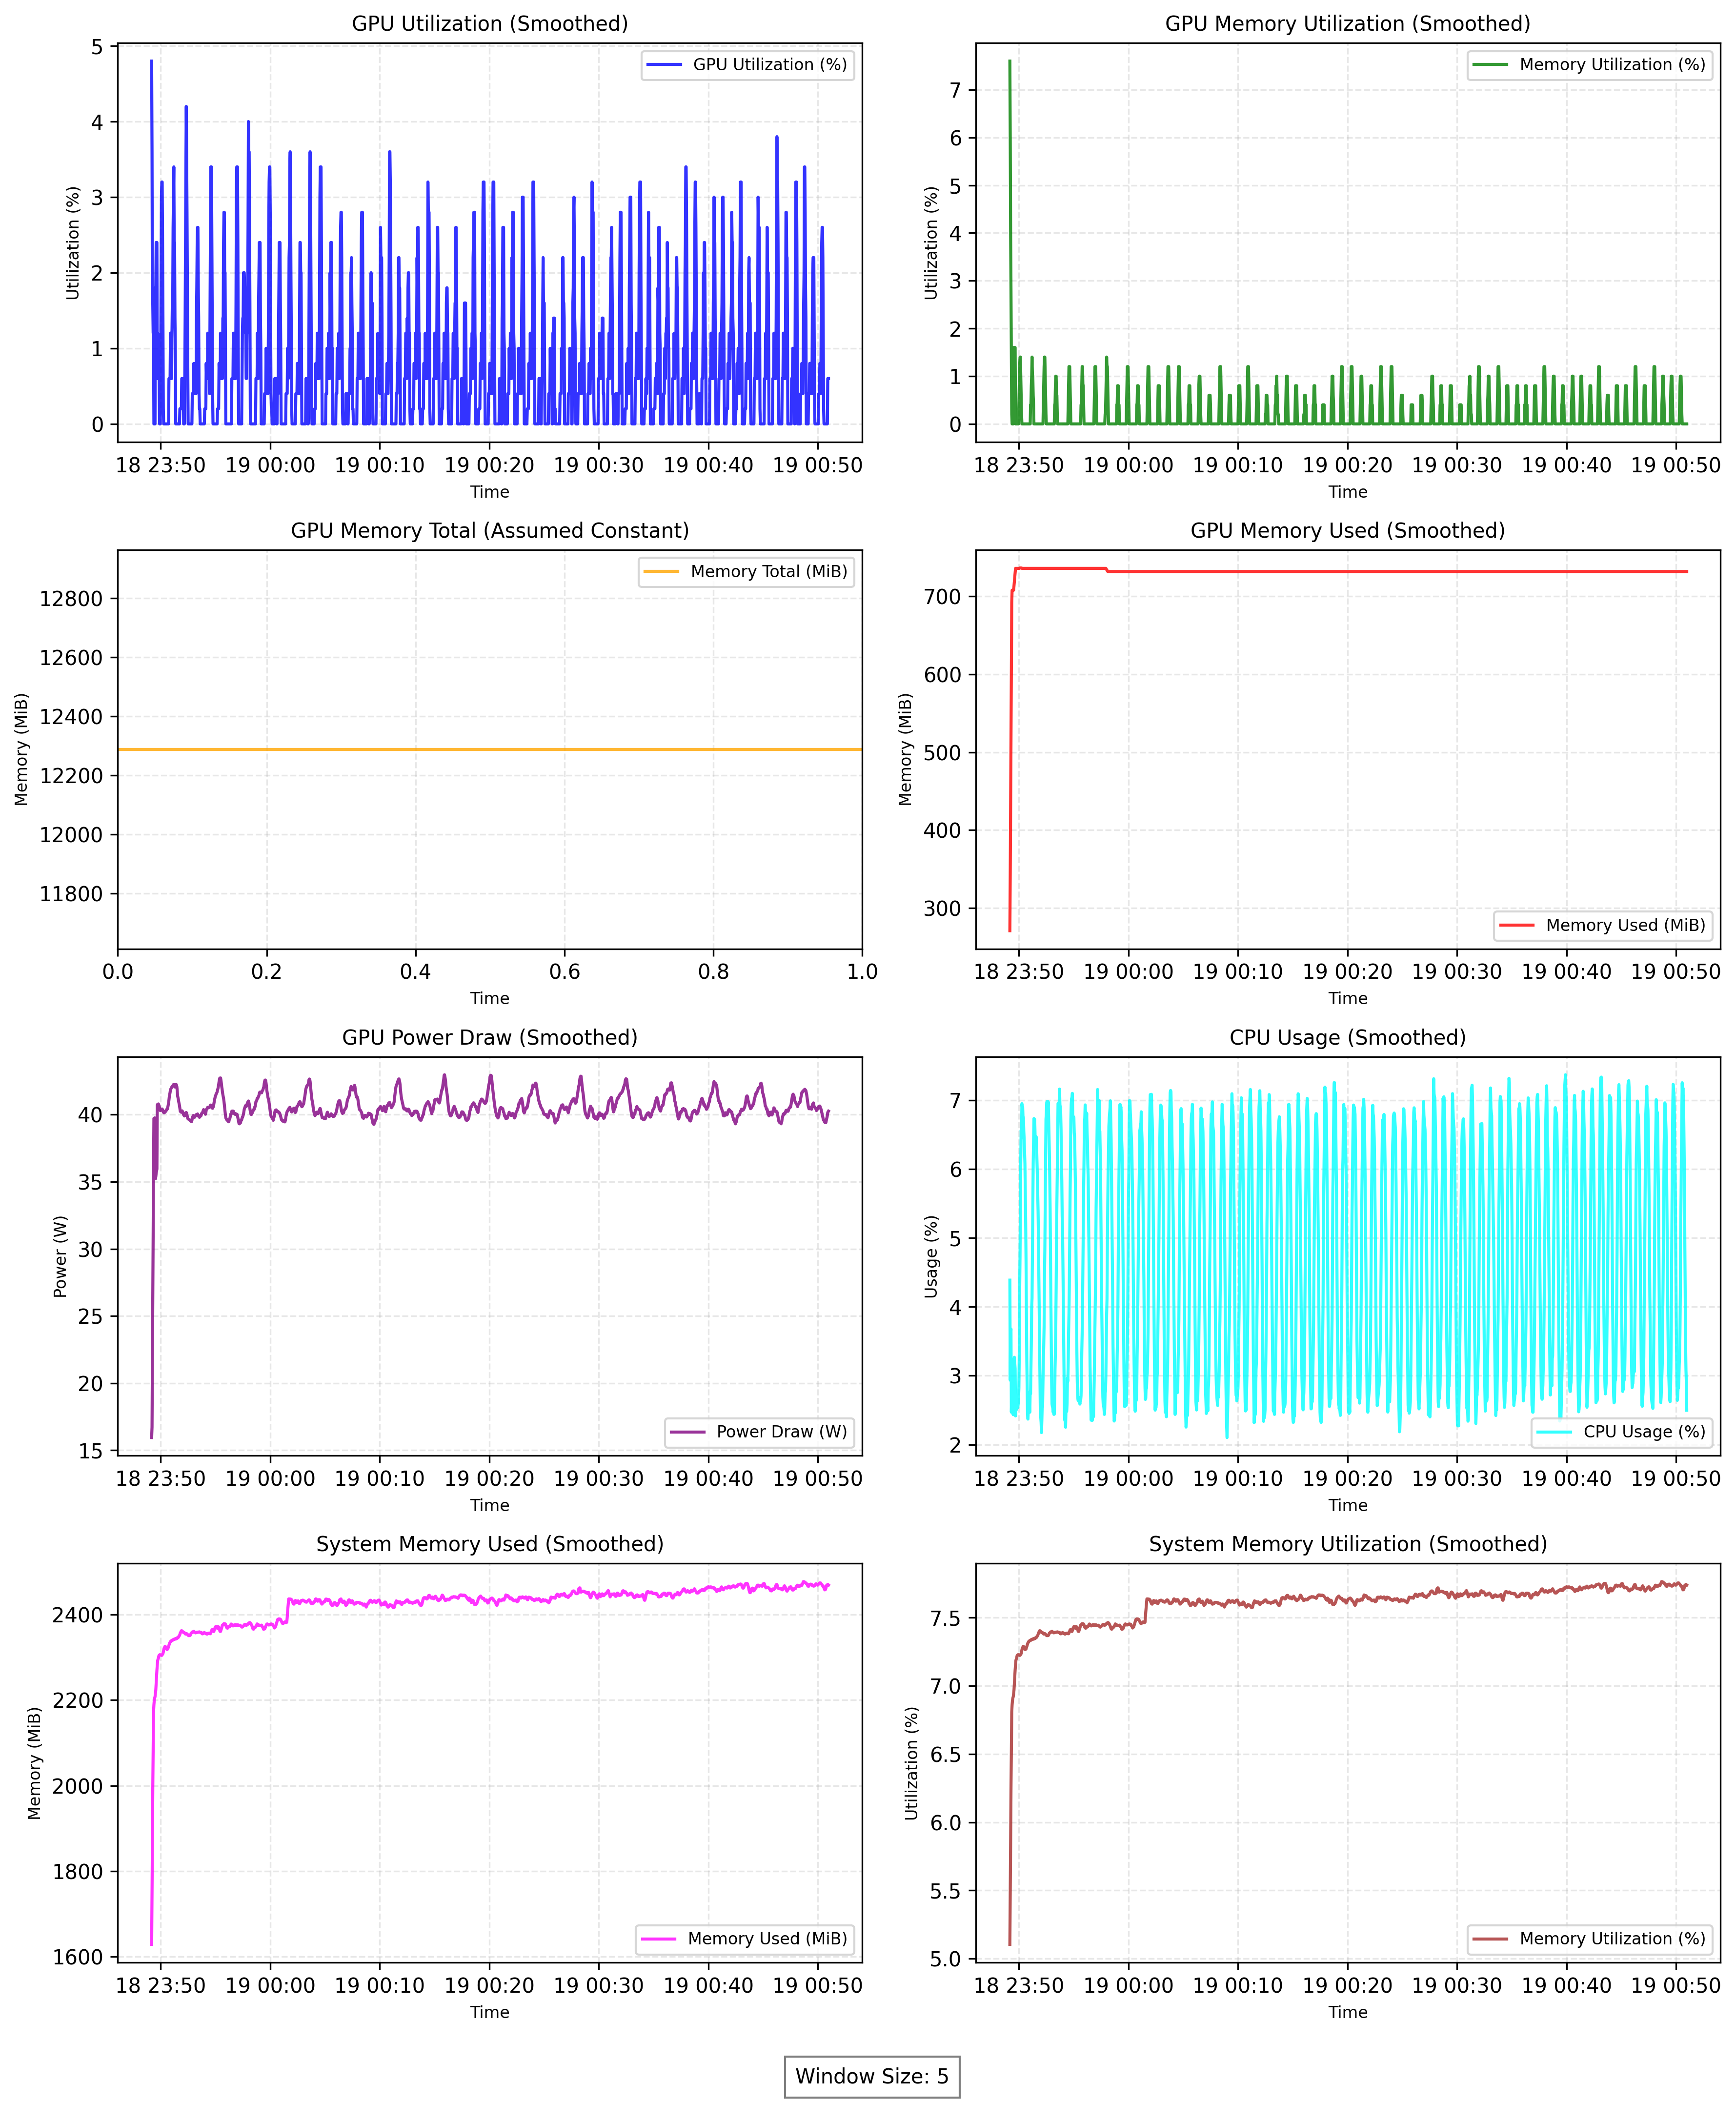 GPU Utilization (Smoothed)
GPU Utilization (%)
Utilization (%)
5
4
3
2
1
0
18 23:50 19 00:00 19 00:10 19 00:20 19 00:30 19 00:40 19 00:50
Time
GPU Memory Utilization (Smoothed)
Memory Utilization (%)
Utilization (%)
7
6
5
4
3
2
1
0
18 23:50 19 00:00 19 00:10 19 00:20 19 00:30 19 00:40 19 00:50
Time
GPU Memory Total (Assumed Constant)
Memory Total (MiB)
Memory (MiB)
12800
12600
12400
12200
12000
11800
0.0 0.2 0.4 0.6 0.8 1.0
Time
GPU Memory Used (Smoothed)
Memory (MiB)
700
600
500
400
300
Memory Used (MiB)
18 23:50 19 00:00 19 00:10 19 00:20 19 00:30 19 00:40 19 00:50
Time
GPU Power Draw (Smoothed)
Power (W)
40
35
30
25
20
15
Power Draw (W)
18 23:50 19 00:00 19 00:10 19 00:20 19 00:30 19 00:40 19 00:50
Time
CPU Usage (Smoothed)
Usage (%)
7
6
5
4
3
2
CPU Usage (%)
18 23:50 19 00:00 19 00:10 19 00:20 19 00:30 19 00:40 19 00:50
Time
System Memory Used (Smoothed)
Memory (MiB)
2400
2200
2000
1800
1600
Memory Used (MiB)
18 23:50 19 00:00 19 00:10 19 00:20 19 00:30 19 00:40 19 00:50
Time
System Memory Utilization (Smoothed)
Utilization (%)
7.5
7.0
6.5
6.0
5.5
5.0
Memory Utilization (%)
18 23:50 19 00:00 19 00:10 19 00:20 19 00:30 19 00:40 19 00:50
Time
Window Size: 5